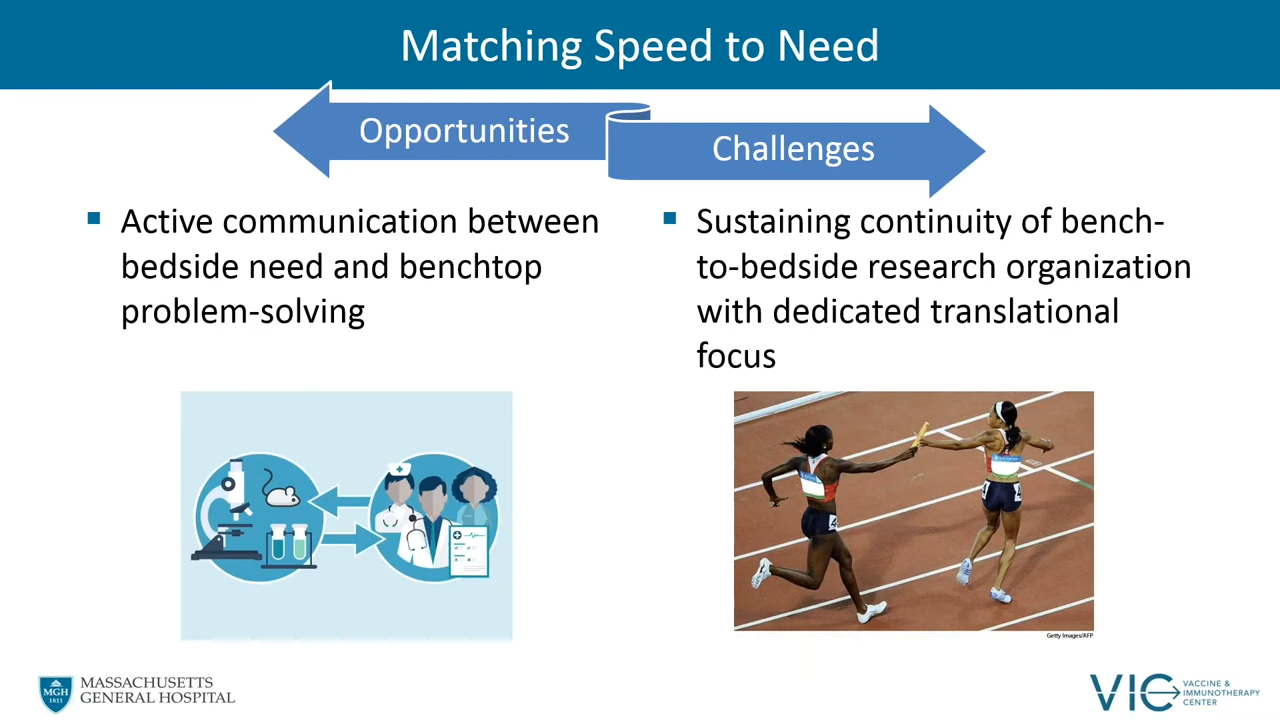 Matching Speed to Need
Opportunities
Challenges
▪ Active communication between
bedside need and benchtop
problem-solving
▪ Sustaining continuity of bench-
to-bedside research organization
with dedicated translational
focus
4
4
Getty Images/AFP
MGH
1811
MASSACHUSETTS
GENERAL HOSPITAL
VIC
VACCINE &
IMMUNOTHERAPY
CENTER